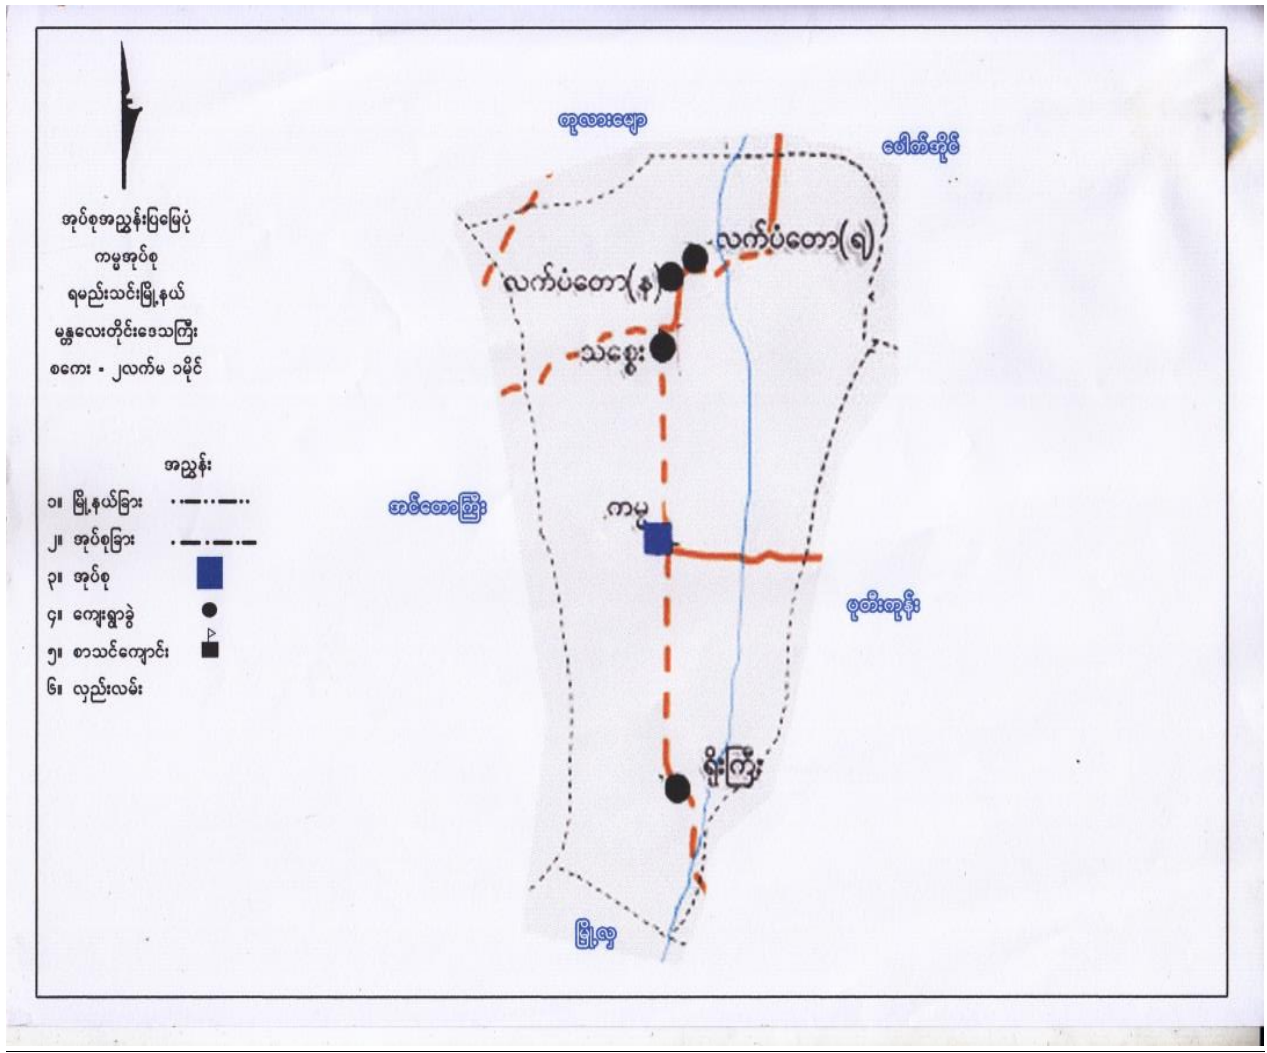 အုပ်စုအညွှန်းပြမြေပုံ
ကမ္မအုပ်စု
ရမည်းသင်းမြို့နယ်
မန္တလေးတိုင်းဒေသကြီး
စကေး - ၂လက်မ ၁မိုင်
အညွှန်း
၁။ မြို့နယ်ခြား
၂။ အုပ်စုခြား
၃။ အုပ်စု
၄။ ကျေးရွာခွဲ
၅။ စာသင်ကျောင်း
၆။ လှည်းလမ်း
ကုလားမျော
ပေါက်အိုင်
လက်ပံတော(ရ)
လက်ပံတော(န)
သစ္စေး
ကမ္မ
အင်တောကြီး
ပုတီးကုန်း
ရိုးကြီး
မြို့လှ